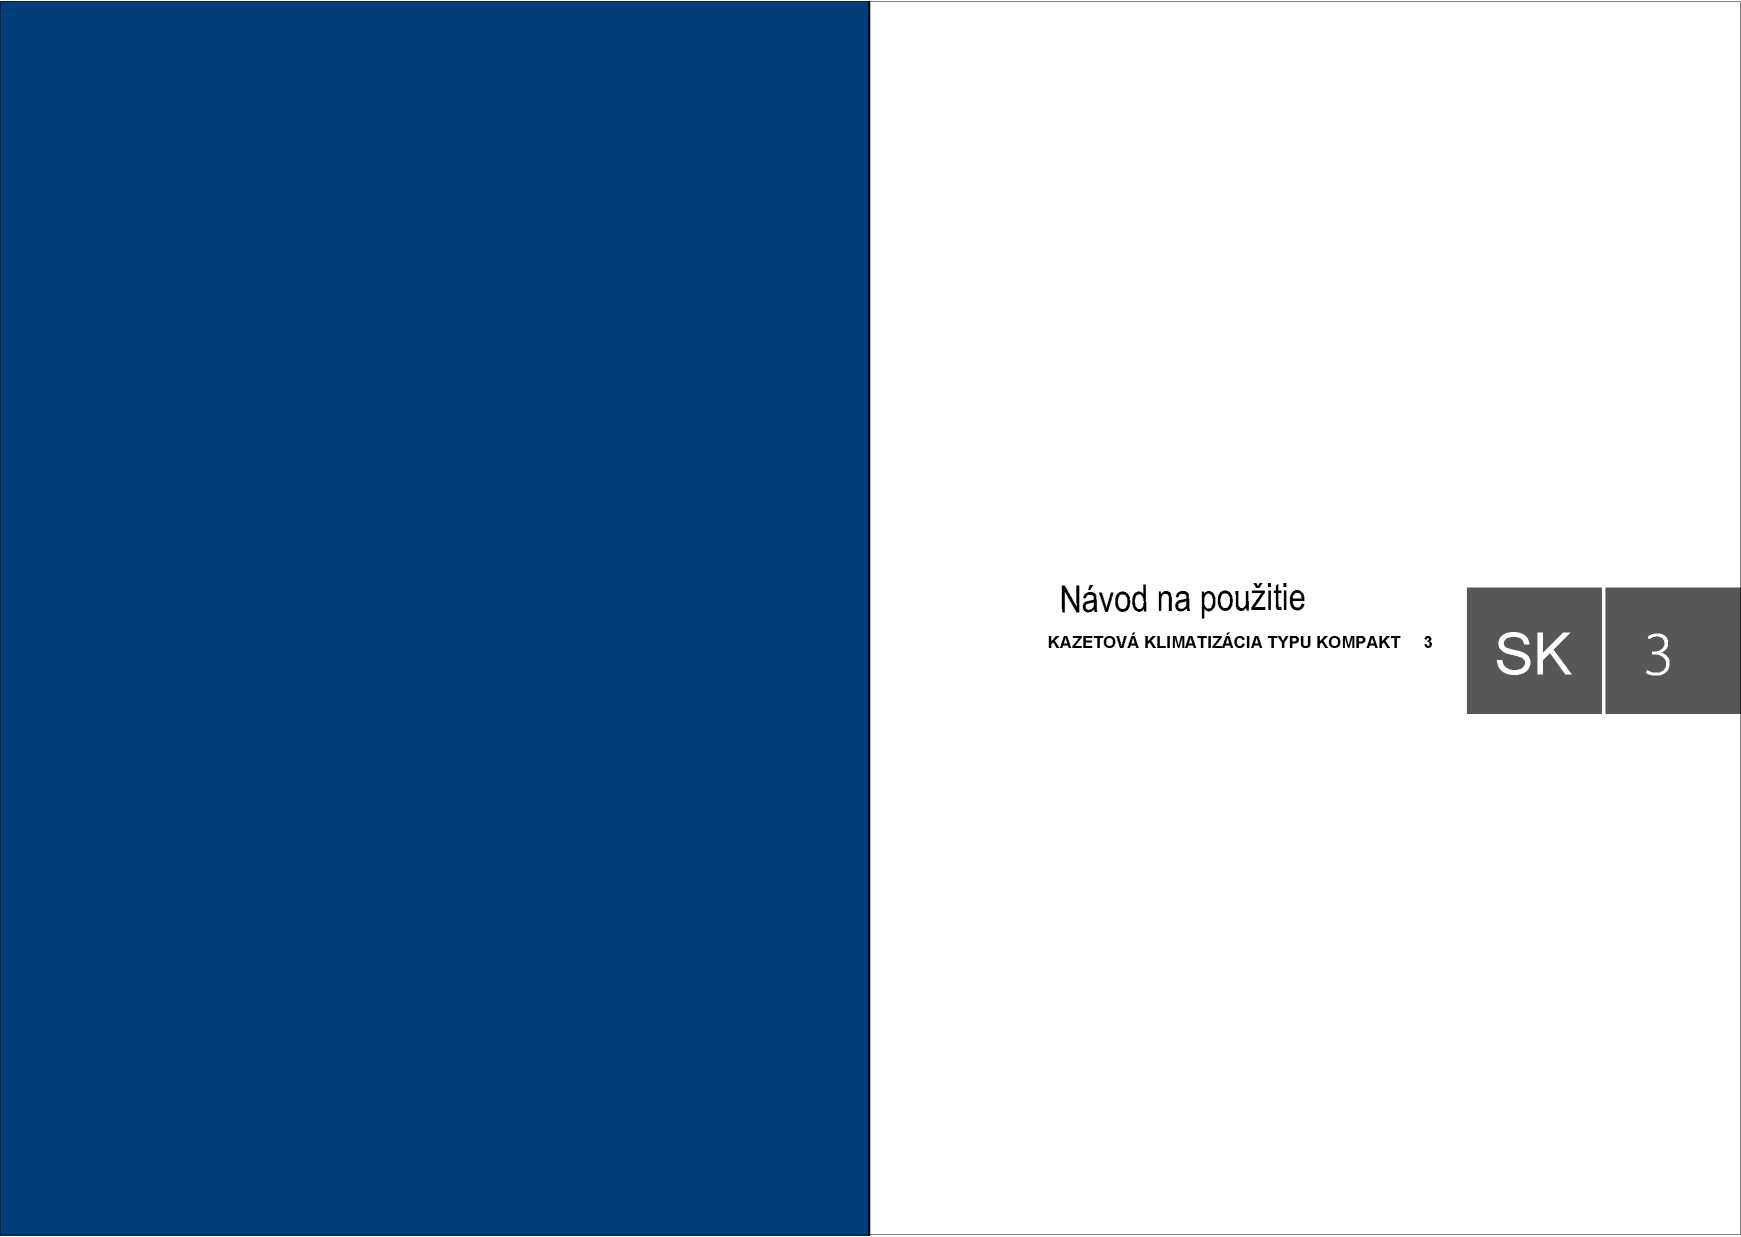 Návod na použitie
KAZETOVÁ KLIMATIZÁCIA TYPU KOMPAKT 3
SK 3